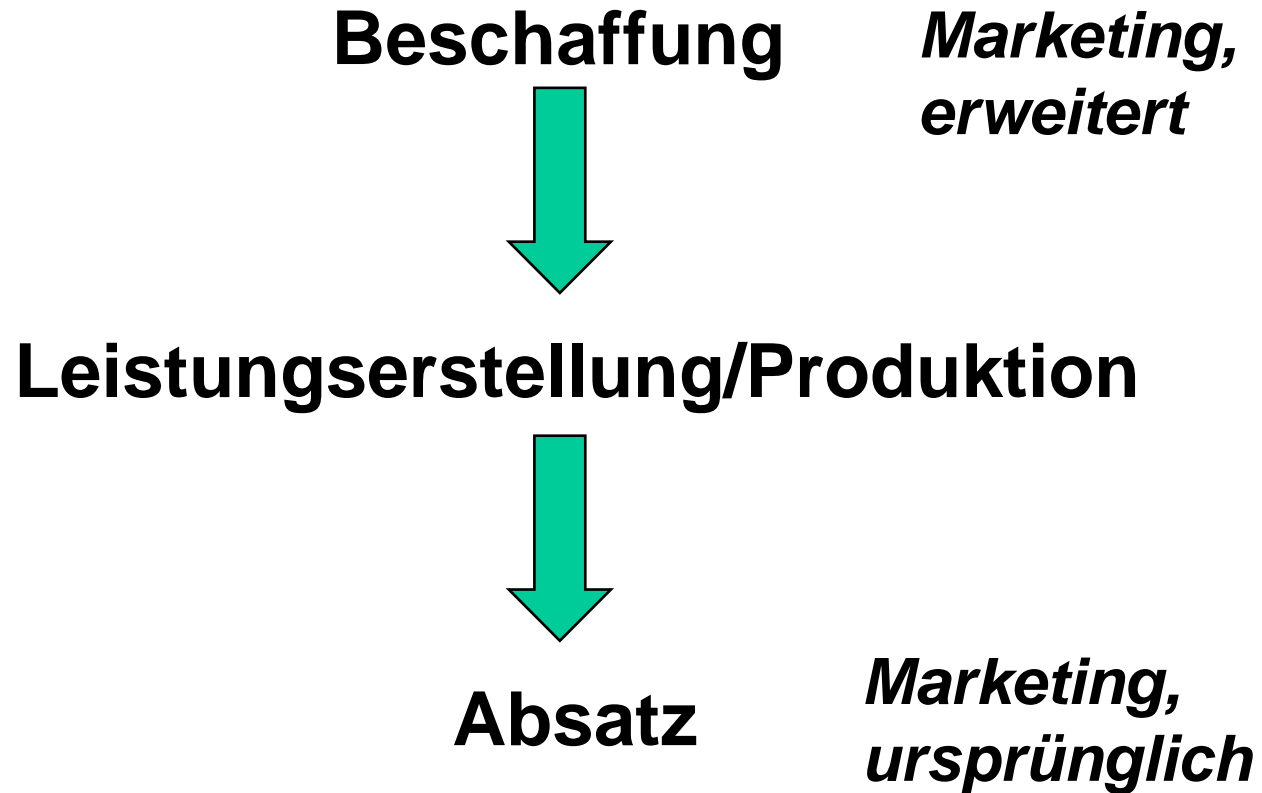 Beschaffung
Marketing,
erweitert
Leistungserstellung/Produktion
Absatz
Marketing,
ursprünglich